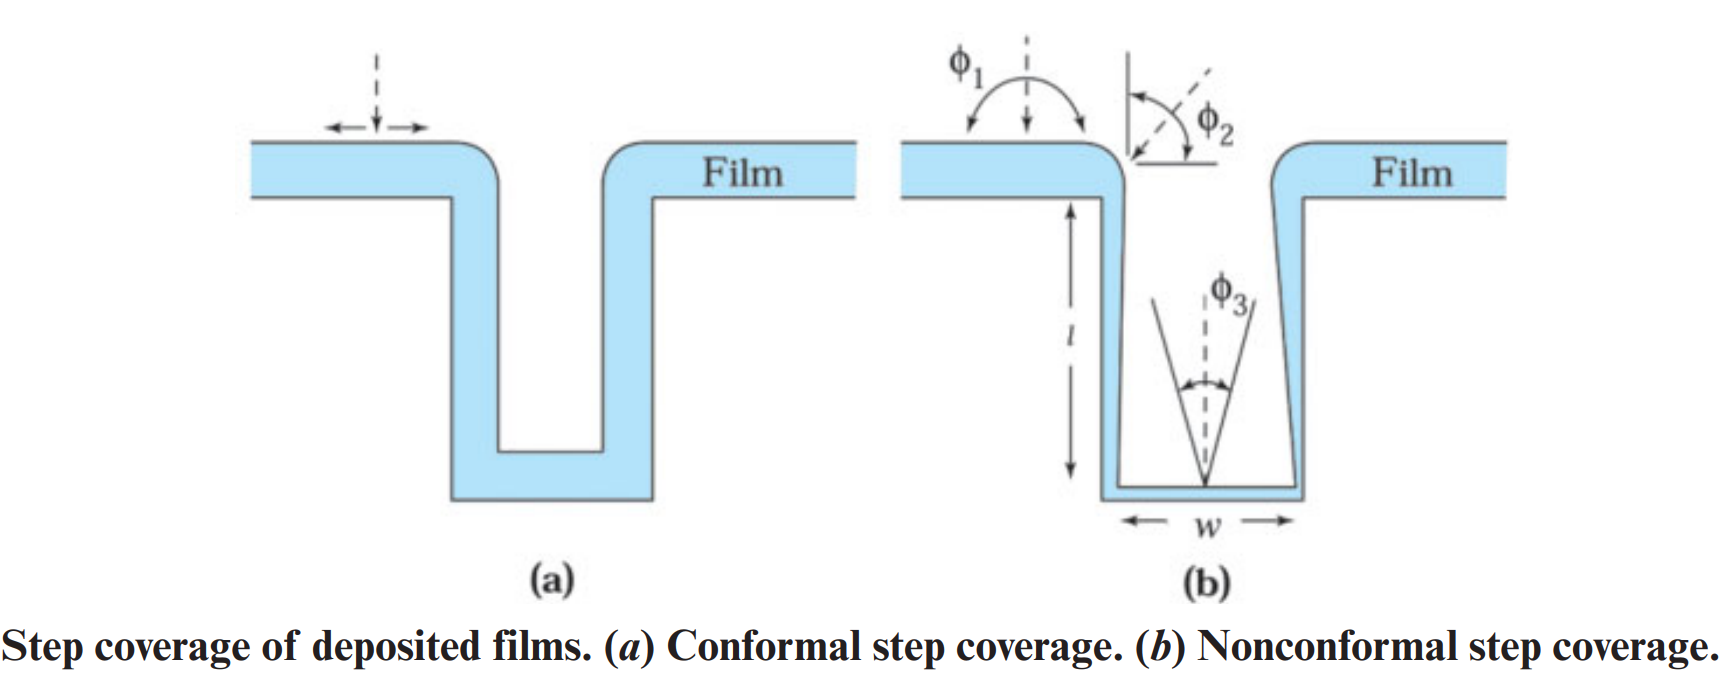 ϕ1
ϕ2
Film
Film
ϕ3
l
w
(a)
(b)
Step coverage of deposited films. (a) Conformal step coverage. (b) Nonconformal step coverage.